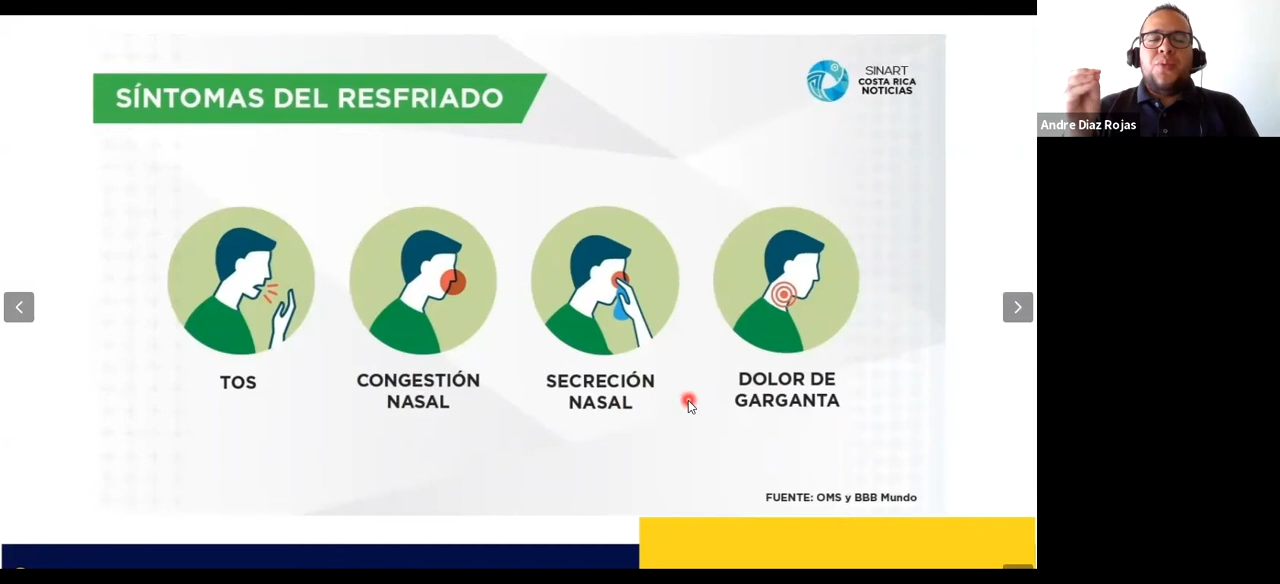 SÍNTOMAS DEL RESFRIADO
SINART
COSTA RICA
NOTICIAS
Andre Diaz Rojas
TOS
CONGESTIÓN
NASAL
SECRECIÓN
NASAL
DOLOR DE
GARGANTA
FUENTE: OMS y BBB Mundo